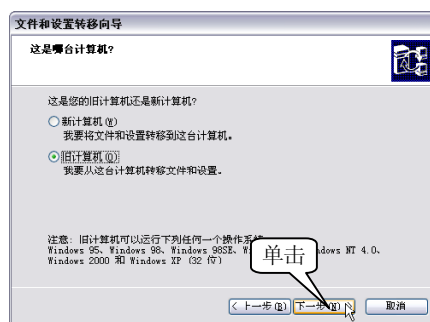 文件和设置转移向导
这是哪台计算机?
这是您的旧计算机还是新计算机?
新计算机(W)
我要将文件和设置转移到这台计算机。
旧计算机(O)
我要从这台计算机转移文件和设置。
注意: 旧计算机可以运行下列任何一个操作系统
Windows 95、Windows 98、Windows 98SE、 NT 4.0、
Windows 2000 和 Windows XP (32 位)
单击
< 上一步(B)
下一步(N)
取消